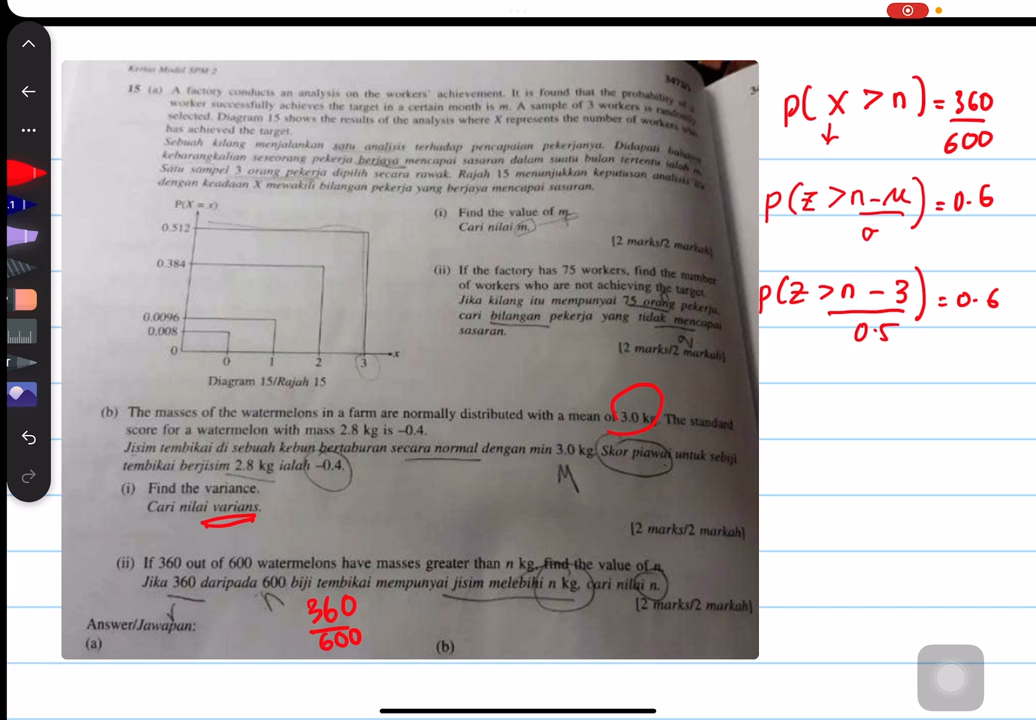 Kertas Model SPM 2
3472/1
15 (a) A factory conducts an analysis on the workers' achievement. It is found that the probability of a
worker successfully achieves the target in a certain month is m. A sample of 3 workers is randomly
selected. Diagram 15 shows the results of the analysis where X represents the number of workers who
has achieved the target.
Sebuah kilang menjalankan satu analisis terhadap pencapaian pekerjanya. Didapati bahawa
kebarangkalian seseorang pekerja berjaya mencapai sasaran dalam suatu bulan tertentu ialah m.
Satu sampel 3 orang pekerja dipilih secara rawak. Rajah 15 menunjukkan keputusan analisis itu
dengan keadaan X mewakili bilangan pekerja yang berjaya mencapai sasaran.
P(X = x)
0.512
0.384
0.0096
0.008
0
0 1 2 3 x
Diagram 15/Rajah 15
(i) Find the value of m.
Cari nilai m.
[2 marks/2 markah]
(ii) If the factory has 75 workers, find the number
of workers who are not achieving the target.
Jika kilang itu mempunyai 75 orang pekerja,
cari bilangan pekerja yang tidak mencapai
sasaran.
[2 marks/2 markah]
(b) The masses of the watermelons in a farm are normally distributed with a mean of 3.0 kg. The standard
score for a watermelon with mass 2.8 kg is –0.4.
Jisim tembikai di sebuah kebun bertaburan secara normal dengan min 3.0 kg. Skor piawai untuk sebiji
tembikai berjisim 2.8 kg ialah –0.4.
(i) Find the variance.
Cari nilai varians.
[2 marks/2 markah]
(ii) If 360 out of 600 watermelons have masses greater than n kg, find the value of n.
Jika 360 daripada 600 biji tembikai mempunyai jisim melebihi n kg, cari nilai n.
[2 marks/2 markah]
n
360
600
Answer/Jawapan:
(a) (b)
P(X > n) = 360
600
P(Z > n - μ) = 0.6
σ
P(Z > n - 3) = 0.6
0.5